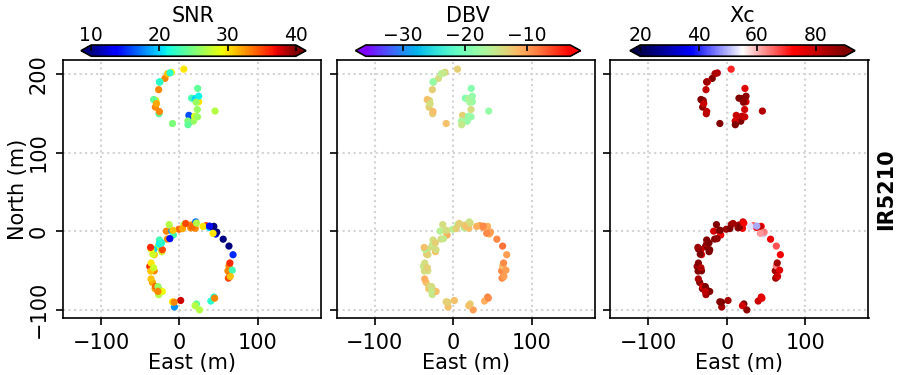 SNR DBV Xc
10 20 30 40 −30 −20 −10 20 40 60 80
200
100
0
−100
North (m)
IR5210
−100 0 100 −100 0 100 −100 0 100
East (m) East (m) East (m)